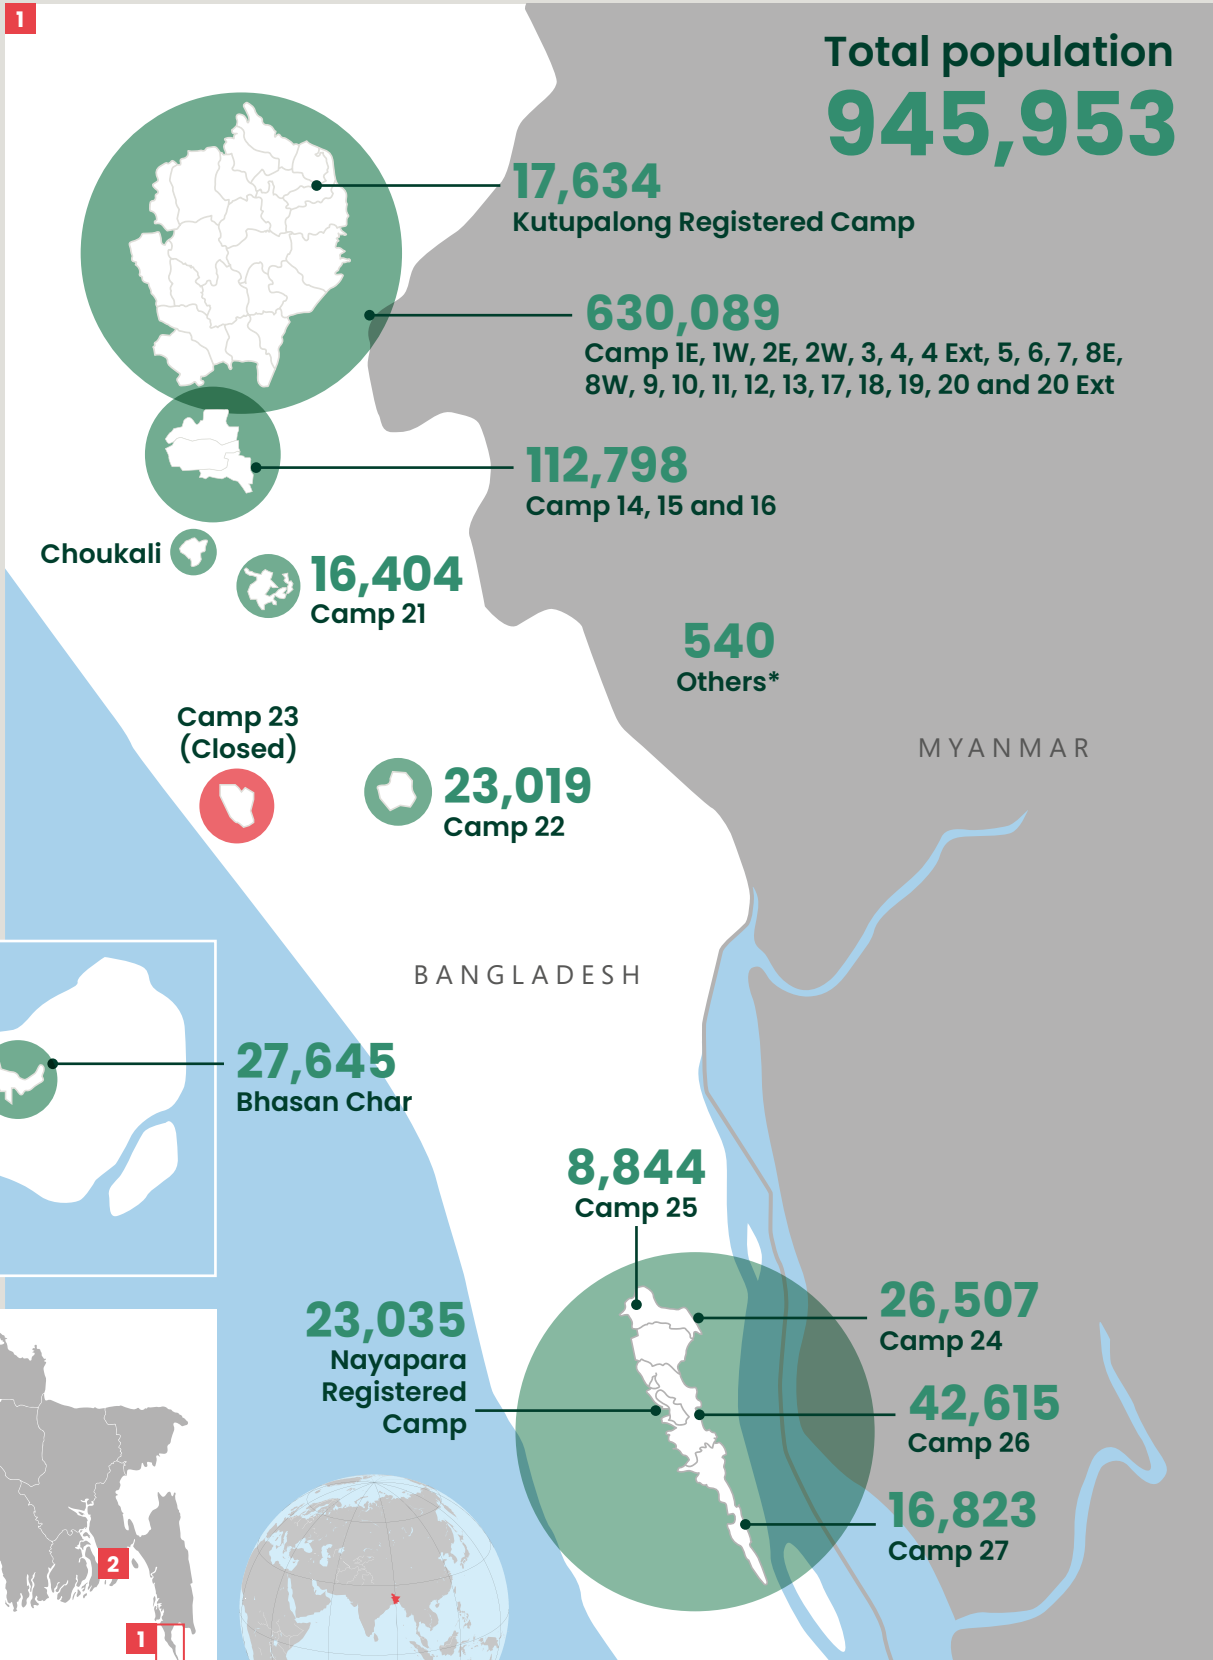 1
Total population
945,953
17,634
Kutupalong Registered Camp
630,089
Camp 1E, 1W, 2E, 2W, 3, 4, 4 Ext, 5, 6, 7, 8E,
8W, 9, 10, 11, 12, 13, 17, 18, 19, 20 and 20 Ext
112,798
Camp 14, 15 and 16
Choukali
16,404
Camp 21
540
Others*
Camp 23
(Closed)
MYANMAR
23,019
Camp 22
BANGLADESH
27,645
Bhasan Char
8,844
Camp 25
23,035
Nayapara
Registered
Camp
26,507
Camp 24
42,615
Camp 26
16,823
Camp 27
2
1